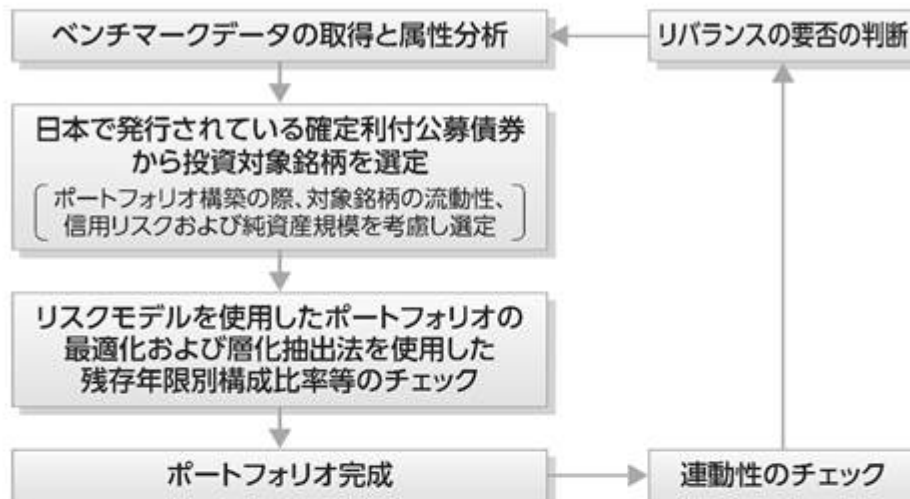 ベンチマークデータの取得と属性分析
リバランスの要否の判断
日本で発行されている確定利付公募債券
から投資対象銘柄を選定
ポートフォリオ構築の際、対象銘柄の流動性、
信用リスクおよび純資産規模を考慮し選定
リスクモデルを使用したポートフォリオの
最適化および層化抽出法を使用した
残存年限別構成比率等のチェック
ポートフォリオ完成
連動性のチェック